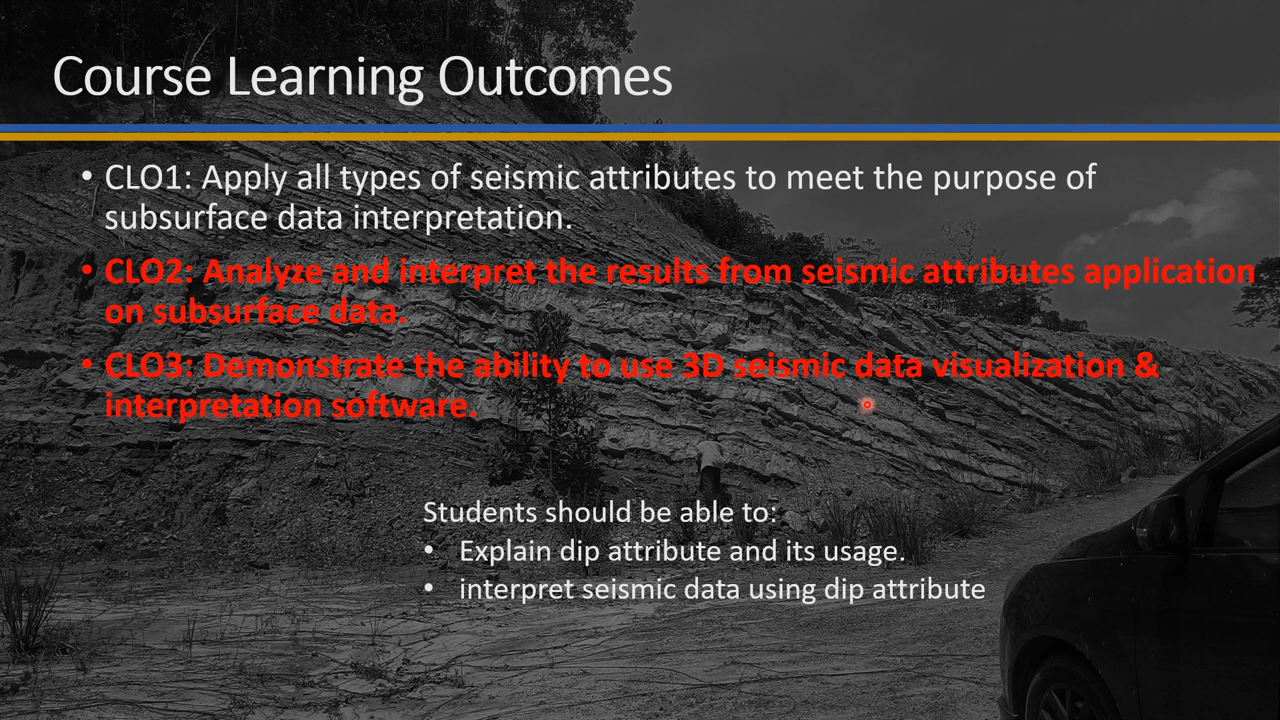 Course Learning Outcomes
• CLO1: Apply all types of seismic attributes to meet the purpose of
subsurface data interpretation.
• CLO2: Analyze and interpret the results from seismic attributes application
on subsurface data.
• CLO3: Demonstrate the ability to use 3D seismic data visualization &
interpretation software.
Students should be able to:
• Explain dip attribute and its usage.
• interpret seismic data using dip attribute